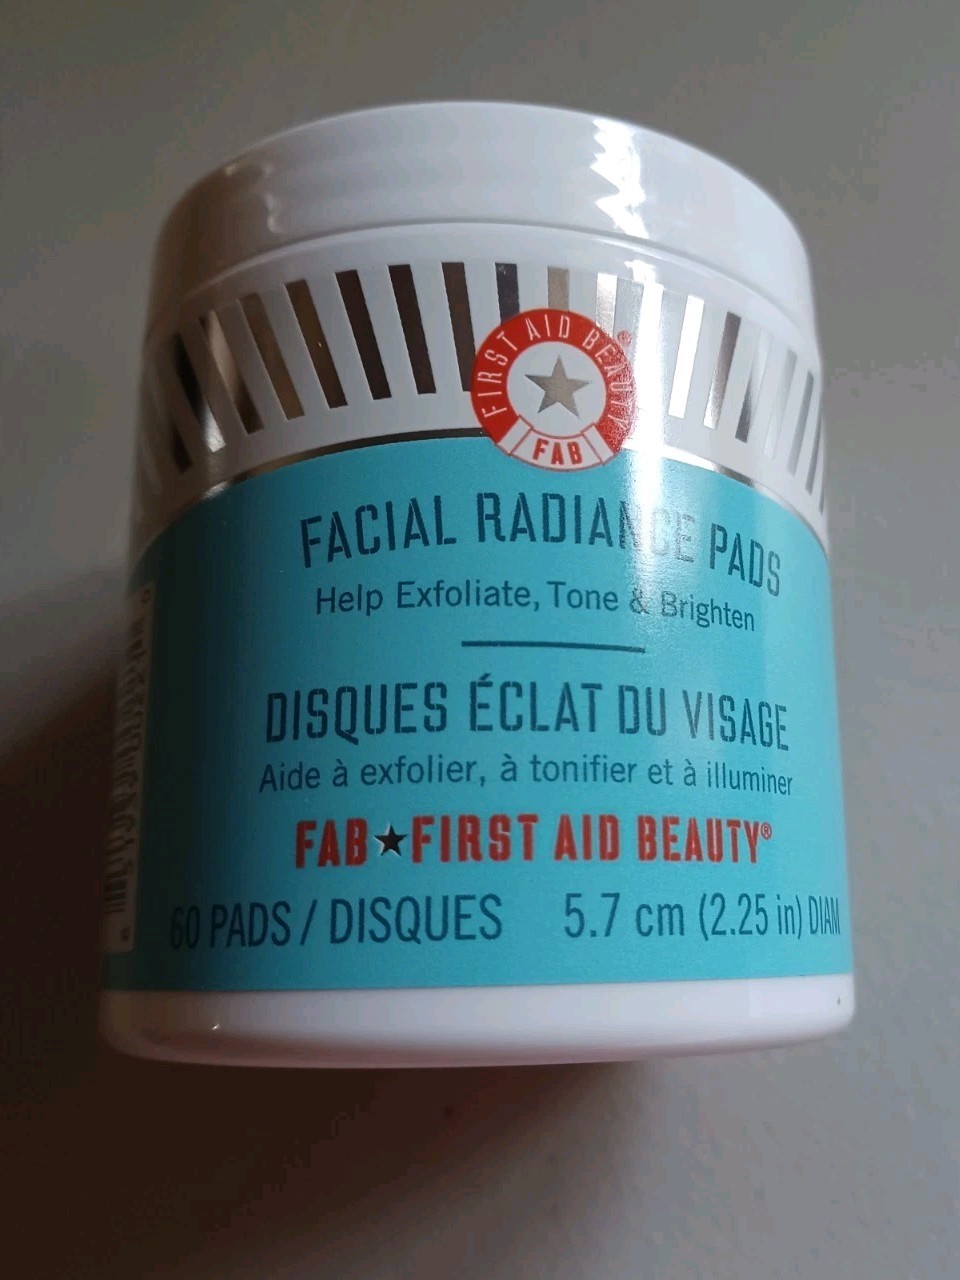 FIRST AID BEAUTY®
FAB
FACIAL RADIANCE PADS
Help Exfoliate, Tone & Brighten
DISQUES ÉCLAT DU VISAGE
Aide à exfolier, à tonifier et à illuminer
FAB★FIRST AID BEAUTY®
60 PADS / DISQUES 5.7 cm (2.25 in) DIAM